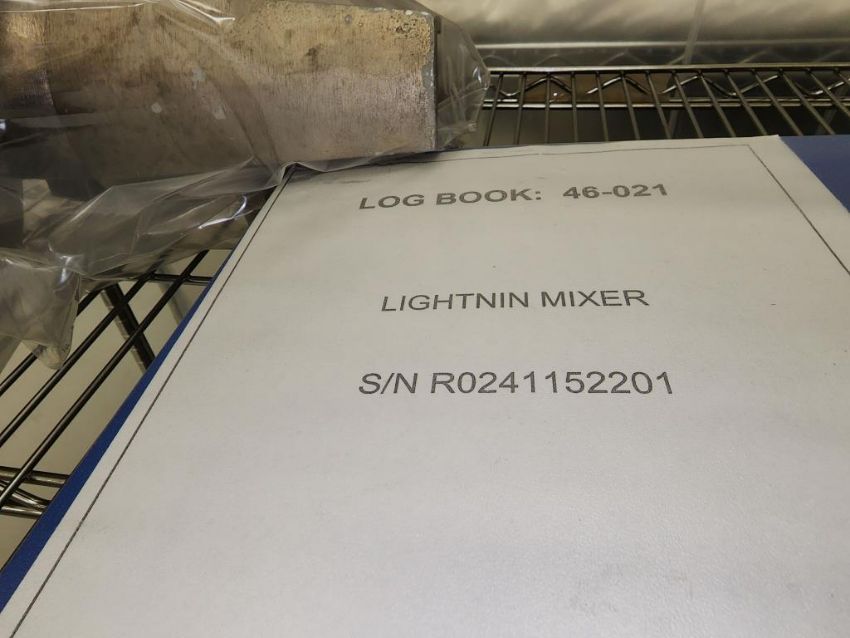 LOG BOOK: 46-021
LIGHTNIN MIXER
S/N R0241152201